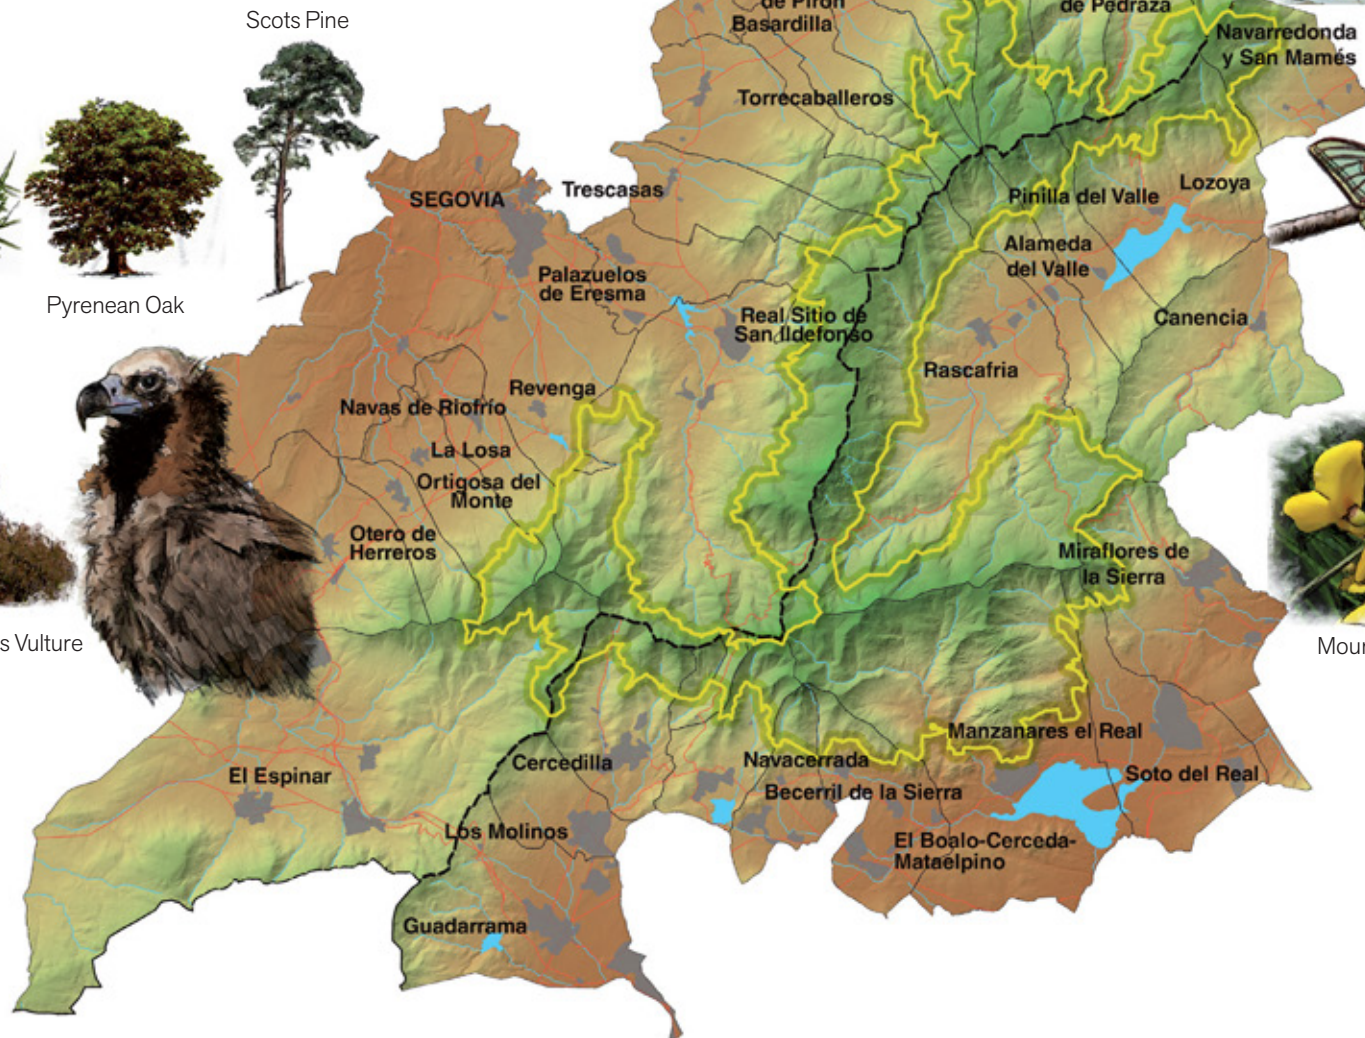 Scots Pine
de Pirón
Basardilla
de Pedraza
Navarredonda
y San Mamés
Torrecaballeros
SEGOVIA
Trescasas
Pinilla del Valle
Lozoya
Alameda
del Valle
Palazuelos
de Eresma
Pyrenean Oak
Real Sitio de
San Ildefonso
Canencia
Rascafria
Revenga
Navas de Riofrío
La Losa
Ortigosa del
Monte
Otero de
Herreros
Miraflores de
la Sierra
s Vulture
Mour
Manzanares el Real
Cercedilla
Navacerrada
El Espinar
Soto del Real
Becerril de la Sierra
Los Molinos
El Boalo-Cerceda-
Mataelpino
Guadarrama